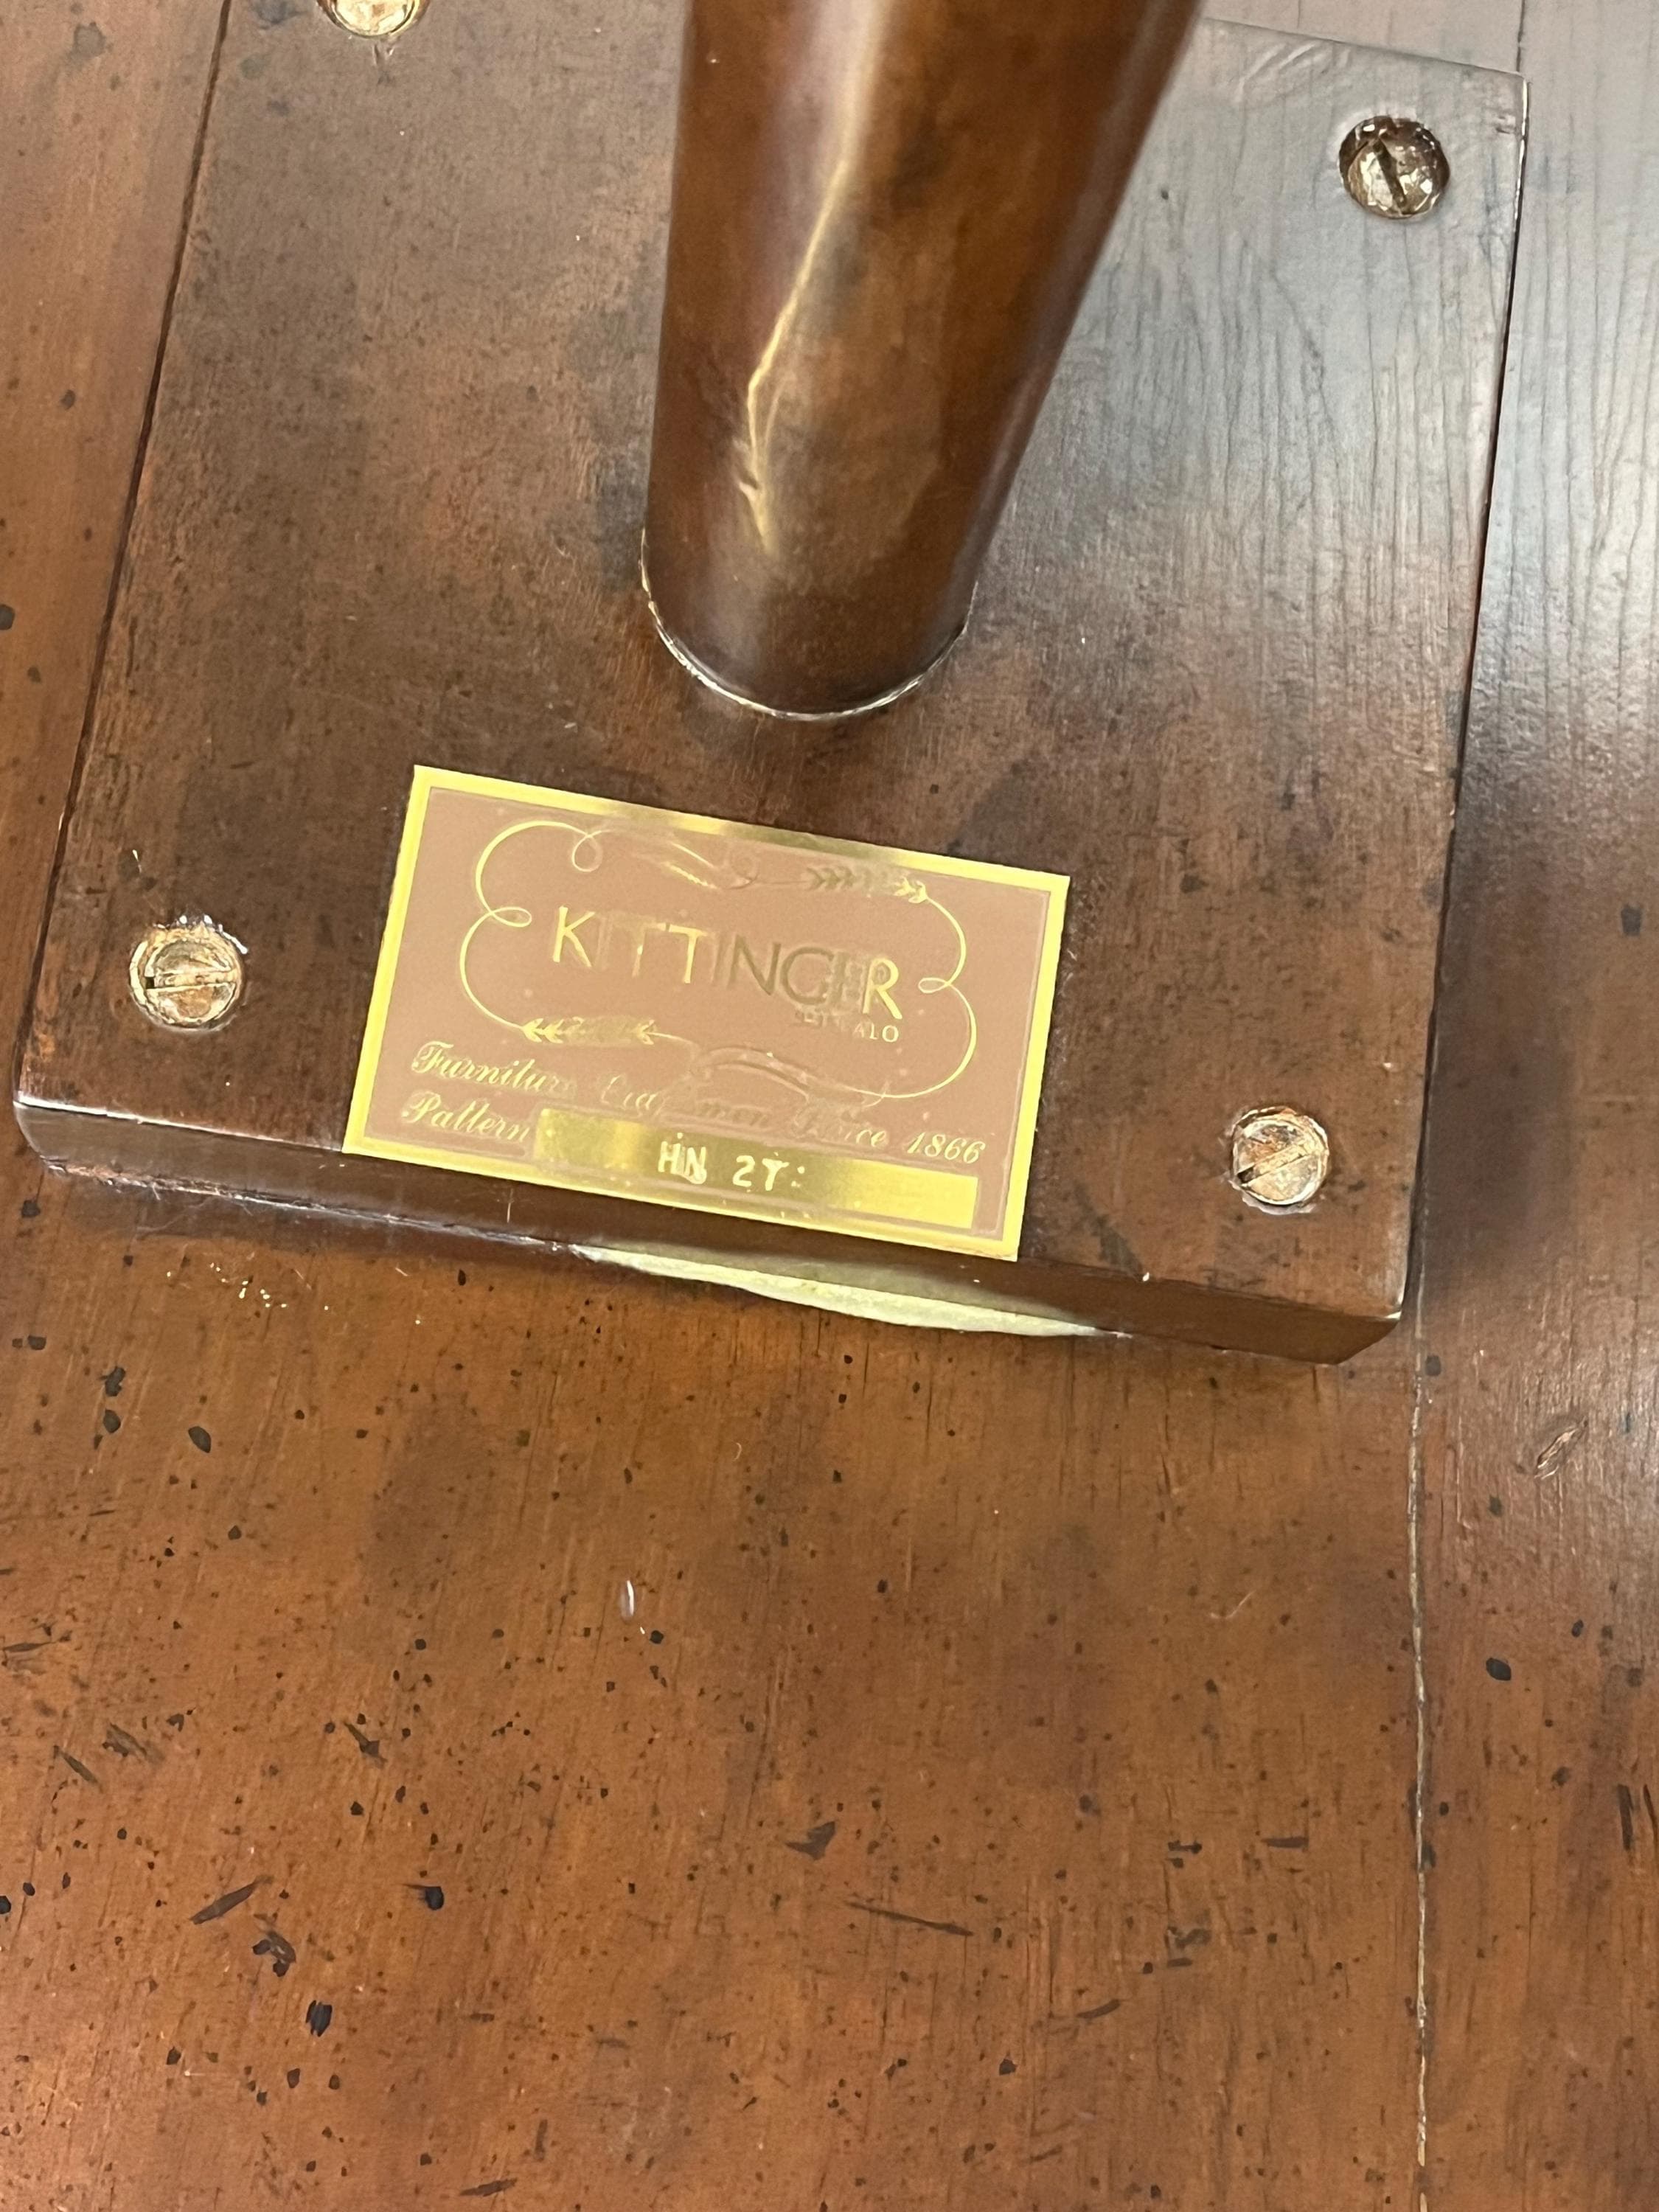 KITTINGER
BUFFALO
Furniture Craftsmen Since 1866
Pattern HN 2T: